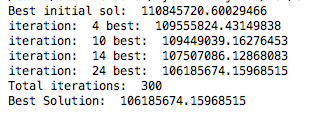 Best initial sol:  110845720.60029466
iteration:  4 best:  109555824.43149838
iteration:  10 best:  109449039.16276453
iteration:  14 best:  107507086.12868083
iteration:  24 best:  106185674.15968515
Total iterations:  300
Best Solution:  106185674.15968515